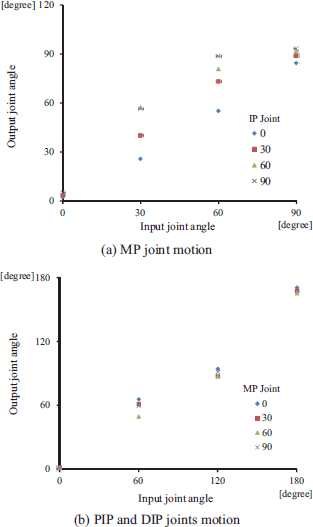 [degree]
120
90
60
30
0
Output joint angle
IP Joint
0
30
60
90
0 30 60 90
Input joint angle [degree]
(a) MP joint motion
[degree] 180
120
60
0
Output joint angle
MP Joint
0
30
60
90
0 60 120 180
Input joint angle [degree]
(b) PIP and DIP joints motion